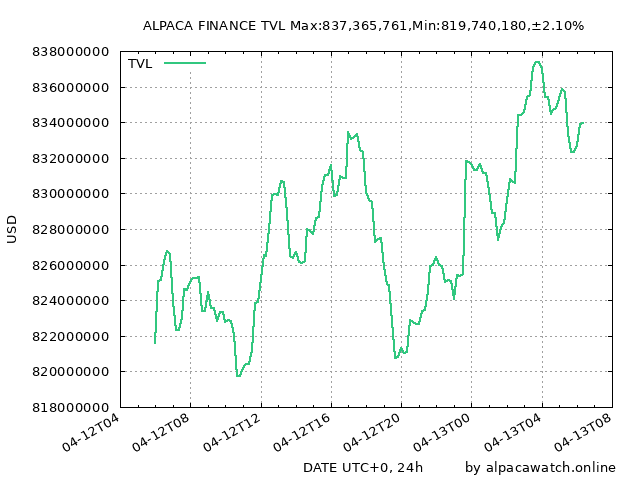 ALPACA FINANCE TVL Max:837,365,761,Min:819,740,180,±2.10%
838000000
TVL
836000000
834000000
832000000
830000000
828000000
826000000
824000000
822000000
820000000
818000000
USD
04-12T04
04-12T08
04-12T12
04-12T16
04-12T20
04-13T00
04-13T04
04-13T08
DATE UTC+0, 24h
by alpacawatch.online